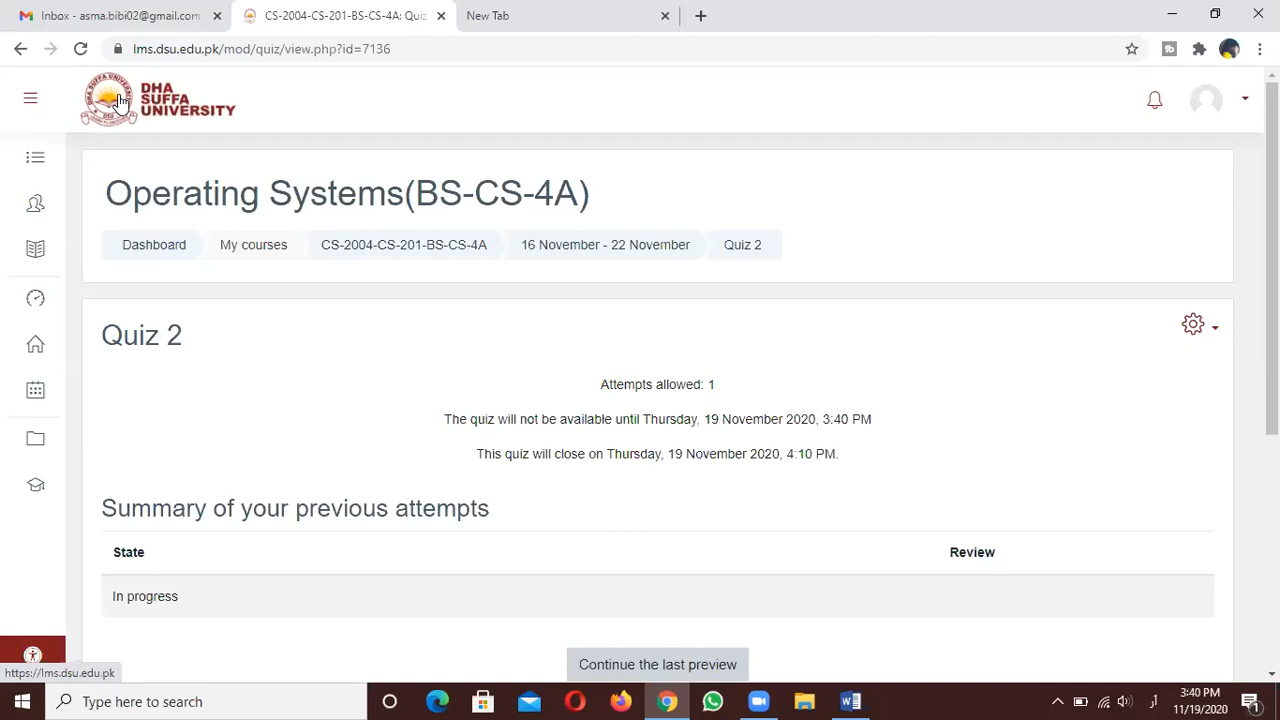 Inbox - asma.bibi02@gmail.com
CS-2004-CS-201-BS-CS-4A: Quiz
New Tab
lms.dsu.edu.pk/mod/quiz/view.php?id=7136
DHA
SUFFA
UNIVERSITY
Operating Systems(BS-CS-4A)
Dashboard
My courses
CS-2004-CS-201-BS-CS-4A
16 November - 22 November
Quiz 2
Quiz 2
Attempts allowed: 1
The quiz will not be available until Thursday, 19 November 2020, 3:40 PM
This quiz will close on Thursday, 19 November 2020, 4:10 PM.
Summary of your previous attempts
State
Review
In progress
Continue the last preview
https://lms.dsu.edu.pk
Type here to search
3:40 PM
11/19/2020